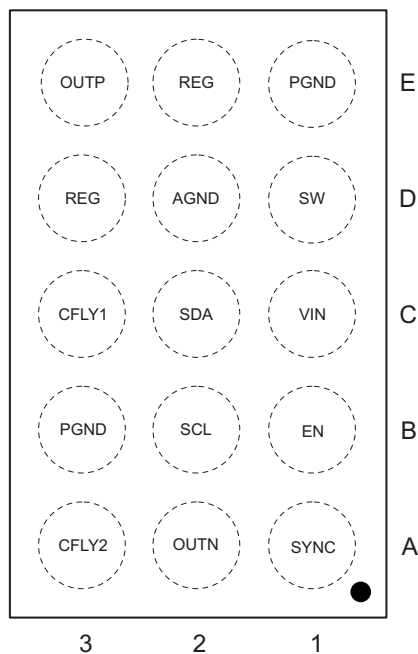 OUTP REG PGND E
REG AGND SW D
CFLY1 SDA VIN C
PGND SCL EN B
CFLY2 OUTN SYNC A
3 2 1